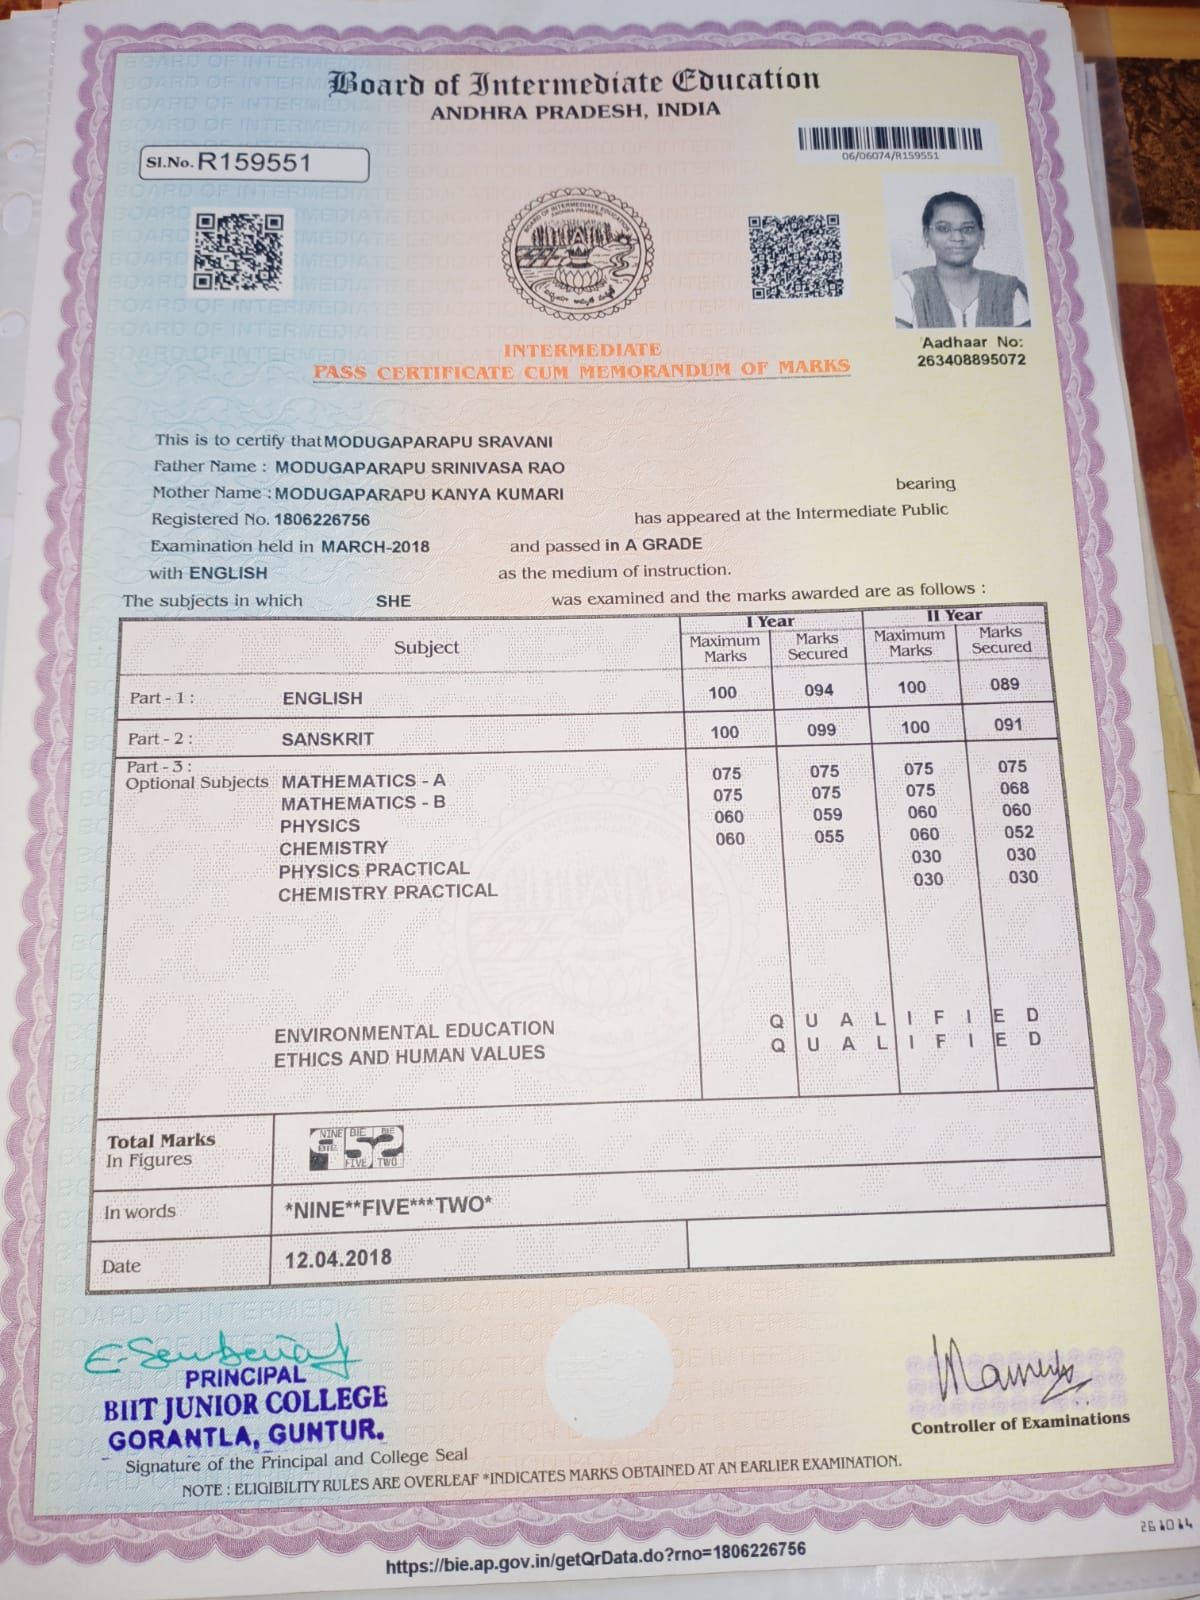 Board of Intermediate Education
ANDHRA PRADESH, INDIA
Sl.No. R159551
06/06074/R159551
Aadhaar No:
263408895072
INTERMEDIATE
PASS CERTIFICATE CUM MEMORANDUM OF MARKS
This is to certify that MODUGAPARAPU SRAVANI
Father Name : MODUGAPARAPU SRINIVASA RAO
Mother Name : MODUGAPARAPU KANYA KUMARI bearing
Registered No. 1806226756 has appeared at the Intermediate Public
Examination held in MARCH-2018 and passed in A GRADE
with ENGLISH as the medium of instruction.
The subjects in which SHE was examined and the marks awarded are as follows :
Subject I Year II Year
Maximum Marks Marks Secured Maximum Marks Marks Secured
Part - 1 : ENGLISH 100 094 100 089
Part - 2 : SANSKRIT 100 099 100 091
Part - 3 :
Optional Subjects MATHEMATICS - A 075 075 075 075
MATHEMATICS - B 075 075 075 068
PHYSICS 060 059 060 060
CHEMISTRY 060 055 060 052
PHYSICS PRACTICAL 030 030
CHEMISTRY PRACTICAL 030 030
ENVIRONMENTAL EDUCATION Q U A L I F I E D
ETHICS AND HUMAN VALUES Q U A L I F I E D
Total Marks
In Figures 952
In words *NINE**FIVE***TWO*
Date 12.04.2018
PRINCIPAL
BIIT JUNIOR COLLEGE
GORANTLA, GUNTUR.
Signature of the Principal and College Seal
Controller of Examinations
NOTE : ELIGIBILITY RULES ARE OVERLEAF *INDICATES MARKS OBTAINED AT AN EARLIER EXAMINATION.
261014
https://bie.ap.gov.in/getQrData.do?rno=1806226756